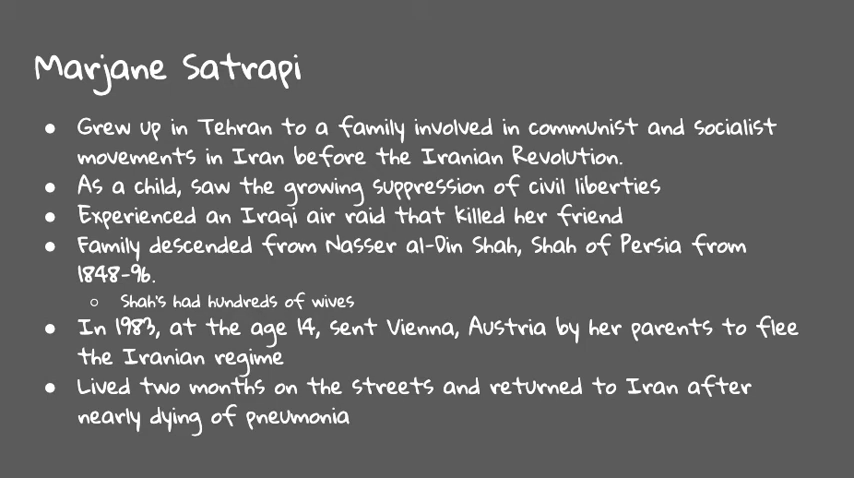 Marjane Satrapi
● Grew up in Tehran to a family involved in communist and socialist
movements in Iran before the Iranian Revolution.
● As a child, saw the growing suppression of civil liberties
● Experienced an Iraqi air raid that killed her friend
● Family descended from Nasser al-Din Shah, Shah of Persia from
1848-96.
○ Shah's had hundreds of wives
● In 1983, at the age 14, sent Vienna, Austria by her parents to flee
the Iranian regime
● Lived two months on the streets and returned to Iran after
nearly dying of pneumonia